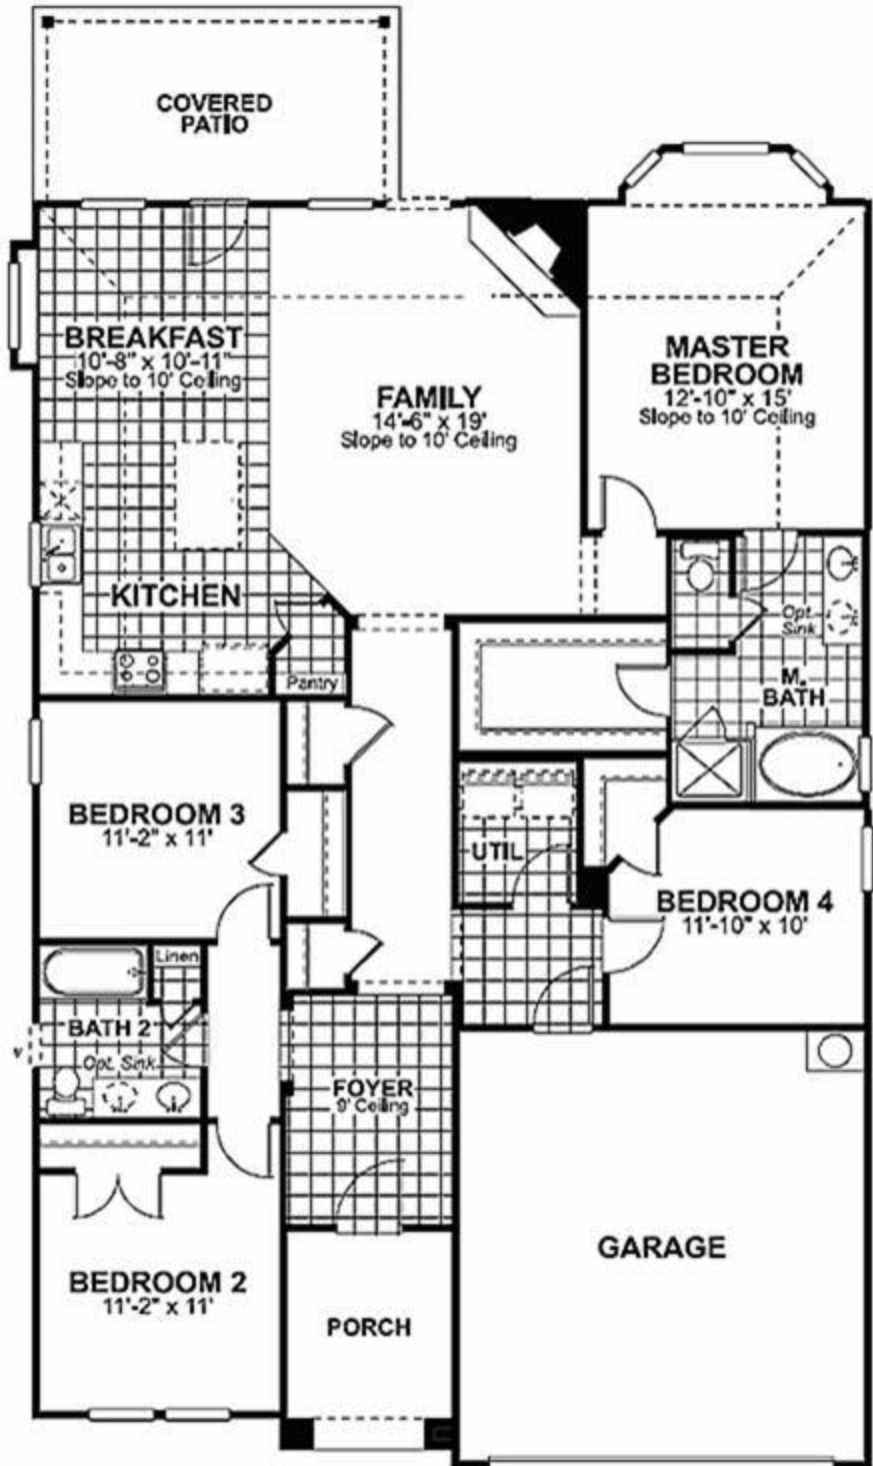 COVERED
PATIO
BREAKFAST
10'-8" x 10'-11"
Slope to 10' Ceiling
FAMILY
14'-6" x 19'
Slope to 10' Ceiling
MASTER
BEDROOM
12'-10" x 15'
Slope to 10' Ceiling
KITCHEN
Opt.
Sink
Pantry
M.
BATH
BEDROOM 3
11'-2" x 11'
UTIL
BEDROOM 4
11'-10" x 10'
Linen
BATH 2
Opt. Sink
v
FOYER
9' Ceiling
GARAGE
BEDROOM 2
11'-2" x 11'
PORCH